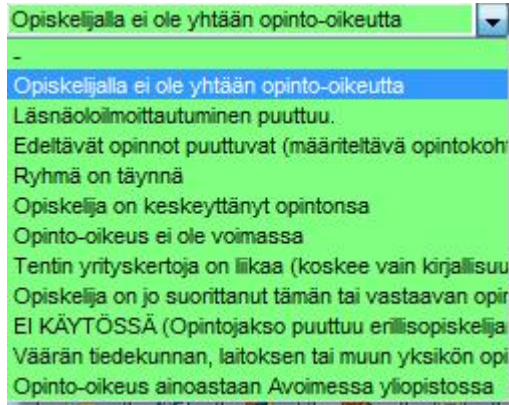 Opiskelijalla ei ole yhtään opinto-oikeutta
-
Opiskelijalla ei ole yhtään opinto-oikeutta
Läsnäoloilmoittautuminen puuttuu.
Edeltävät opinnot puuttuvat (määriteltävä opintokoh
Ryhmä on täynnä
Opiskelija on keskeyttänyt opintonsa
Opinto-oikeus ei ole voimassa
Tentin yrityskertoja on liikaa (koskee vain kirjallisuu
Opiskelija on jo suorittanut tämän tai vastaavan opin
EI KÄYTÖSSÄ (Opintojakso puuttuu erillisopiskelija
Väärän tiedekunnan, laitoksen tai muun yksikön opi
Opinto-oikeus ainoastaan Avoimessa yliopistossa